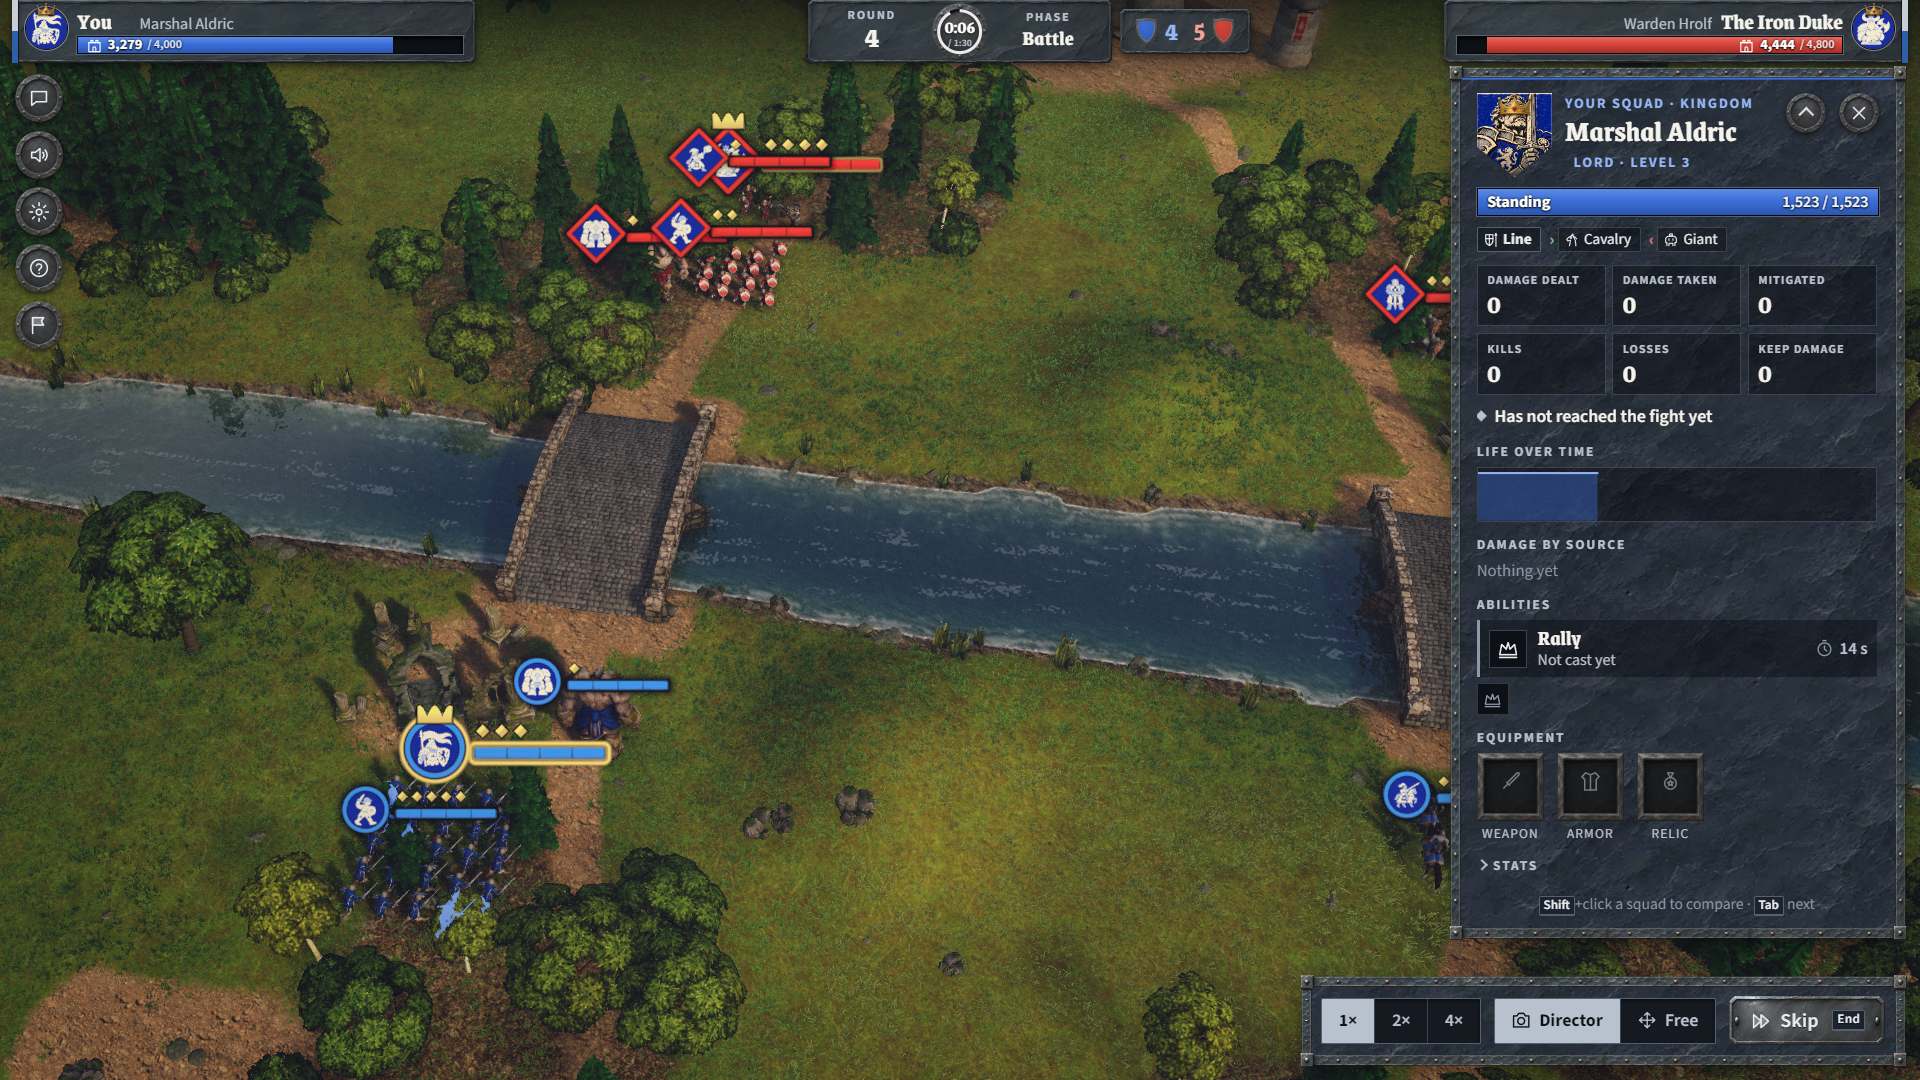 You Marshal Aldric
3,279 / 4,000
ROUND
4
0:06
/ 1:30
PHASE
Battle
4 5
Warden Hrolf The Iron Duke
4,444 / 4,800
YOUR SQUAD · KINGDOM
Marshal Aldric
LORD · LEVEL 3
Standing 1,523 / 1,523
Line › Cavalry ‹ Giant
DAMAGE DEALT DAMAGE TAKEN MITIGATED
0 0 0
KILLS LOSSES KEEP DAMAGE
0 0 0
Has not reached the fight yet
LIFE OVER TIME
DAMAGE BY SOURCE
Nothing yet
ABILITIES
Rally
Not cast yet
14 s
EQUIPMENT
WEAPON ARMOR RELIC
STATS
Shift +click a squad to compare · Tab next
1× 2× 4× Director Free Skip End